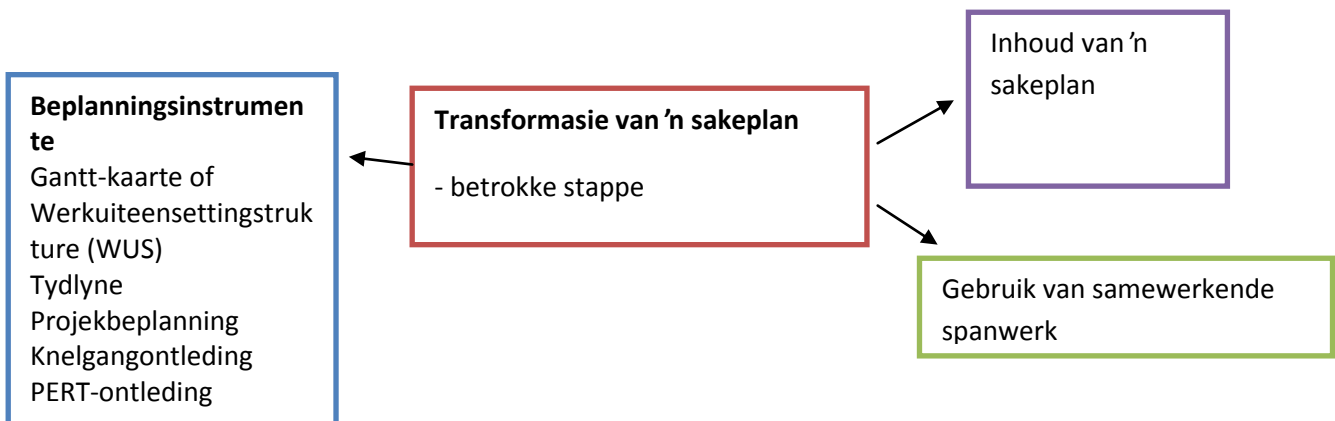 Beplanningsinstrumen
te
Gantt-kaarte of
Werkuiteensettingstruk
ture (WUS)
Tydlyne
Projekbeplanning
Knelgangontleding
PERT-ontleding
Transformasie van 'n sakeplan
- betrokke stappe
Inhoud van 'n
sakeplan
Gebruik van samewerkende
spanwerk